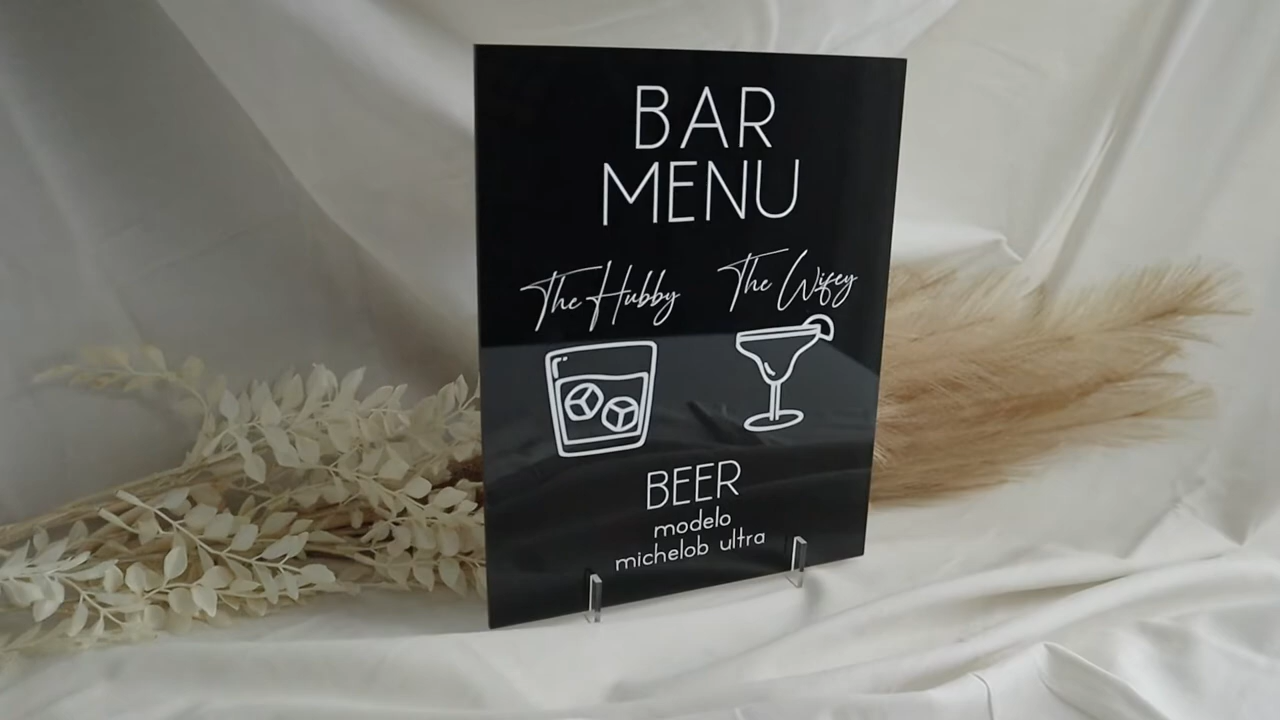 BAR
MENU
The Hubby The Wifey
BEER
modelo
michelob ultra